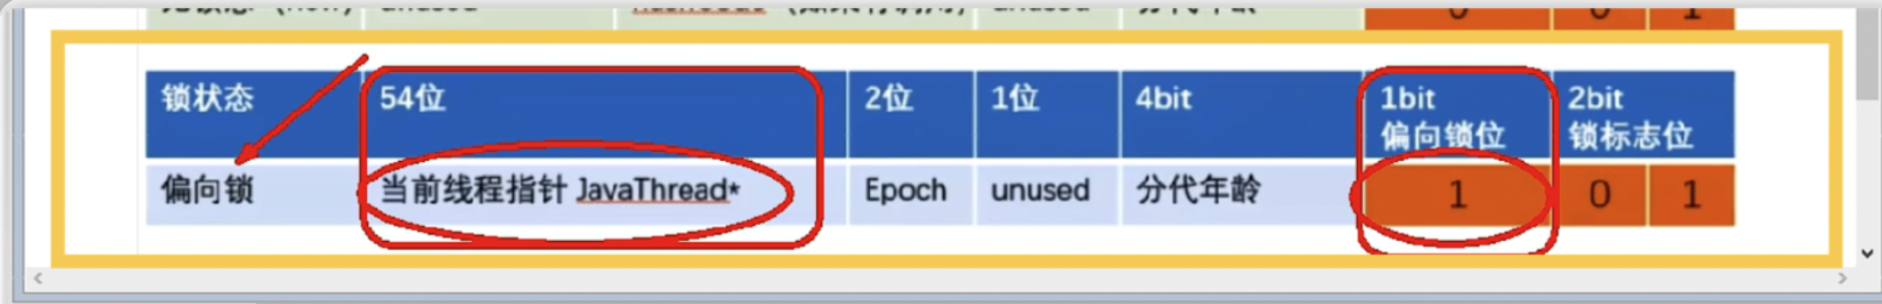 锁状态 54位 2位 1位 4bit 1bit 2bit
偏向锁位 锁标志位
偏向锁 当前线程指针 JavaThread* Epoch unused 分代年龄 1 0 1